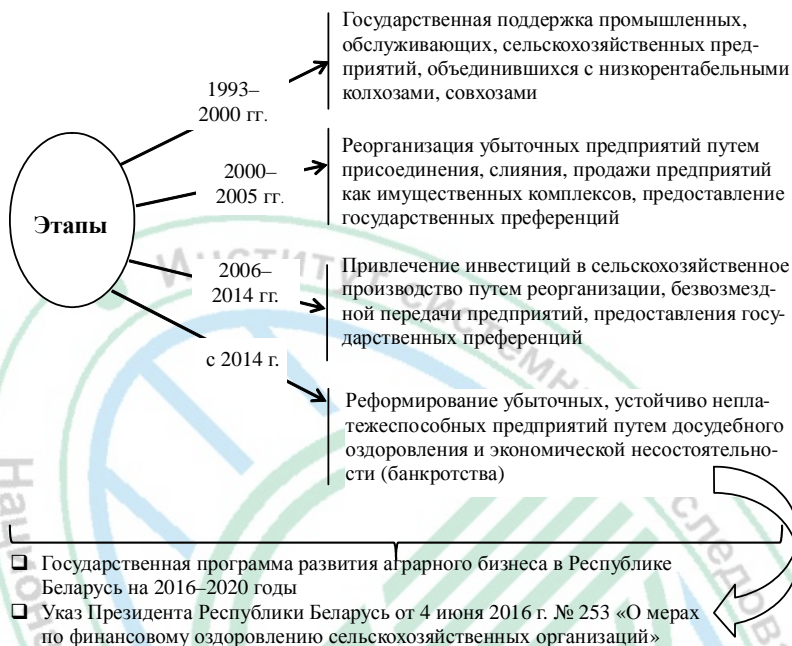 Государственная поддержка промышленных,
обслуживающих, сельскохозяйственных пред-
приятий, объединившихся с низкорентабельными
колхозами, совхозами
1993–
2000 гг.
Реорганизация убыточных предприятий путем
присоединения, слияния, продажи предприятий
как имущественных комплексов, предоставление
государственных преференций
2000–
2005 гг.
Этапы
2006–
2014 гг.
Привлечение инвестиций в сельскохозяйственное
производство путем реорганизации, безвозмезд-
ной передачи предприятий, предоставления госу-
дарственных преференций
с 2014 г.
Реформирование убыточных, устойчиво непла-
тежеспособных предприятий путем досудебного
оздоровления и экономической несостоятельно-
сти (банкротства)
Государственная программа развития аграрного бизнеса в Республике
Беларусь на 2016–2020 годы
Указ Президента Республики Беларусь от 4 июня 2016 г. № 253 «О мерах
по финансовому оздоровлению сельскохозяйственных организаций»